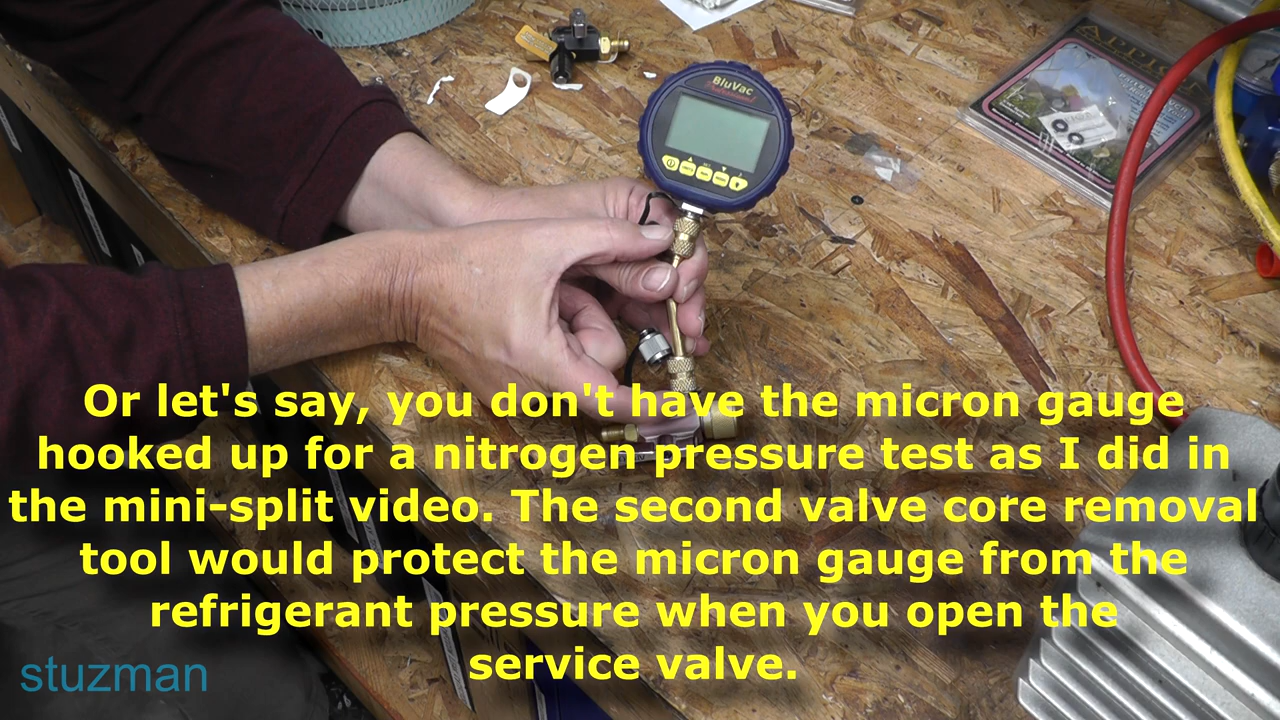 BluVac
APPION
Or let's say, you don't have the micron gauge
hooked up for a nitrogen pressure test as I did in
the mini-split video. The second valve core removal
tool would protect the micron gauge from the
refrigerant pressure when you open the
service valve.
stuzman